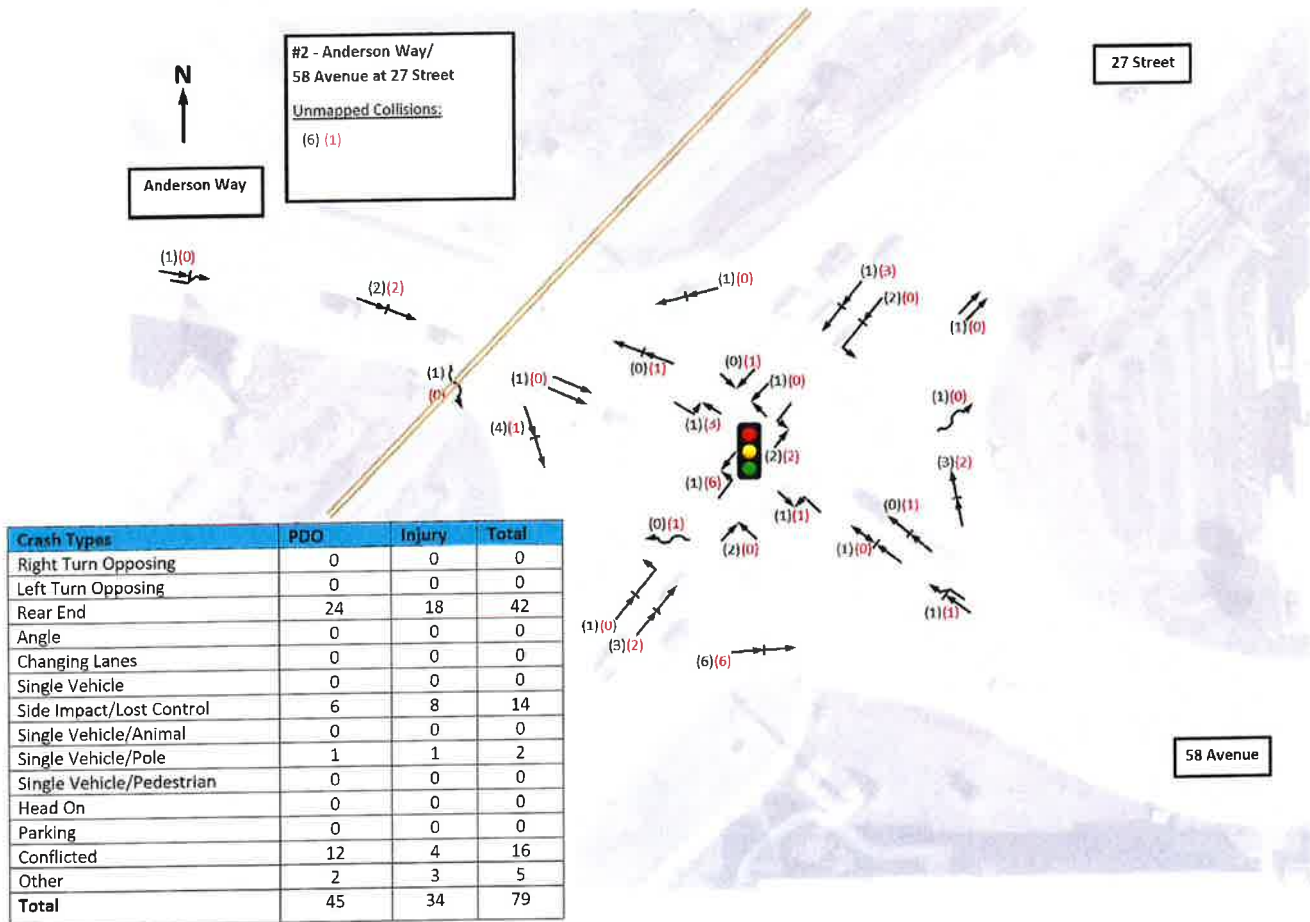 N
#2 - Anderson Way/
58 Avenue at 27 Street
Unmapped Collisions:
(6) (1)
27 Street
Anderson Way
(1)(0)
(2)(2)
(1)(0)
(1)(3)
(2)(0)
(1)(0)
(0)(1)
(1)
(0)
(1)(0)
(0)(1)
(1)(0)
(1)(0)
(4)(1)
(1)(3)
(2)(2)
(3)(2)
(1)(6)
(1)(1)
(0)(1)
(0)(1)
(2)(0)
(1)(0)
(1)(1)
(1)(0)
(3)(2)
(6)(6)
58 Avenue
Crash Types PDO Injury Total
Right Turn Opposing 0 0 0
Left Turn Opposing 0 0 0
Rear End 24 18 42
Angle 0 0 0
Changing Lanes 0 0 0
Single Vehicle 0 0 0
Side Impact/Lost Control 6 8 14
Single Vehicle/Animal 0 0 0
Single Vehicle/Pole 1 1 2
Single Vehicle/Pedestrian 0 0 0
Head On 0 0 0
Parking 0 0 0
Conflicted 12 4 16
Other 2 3 5
Total 45 34 79